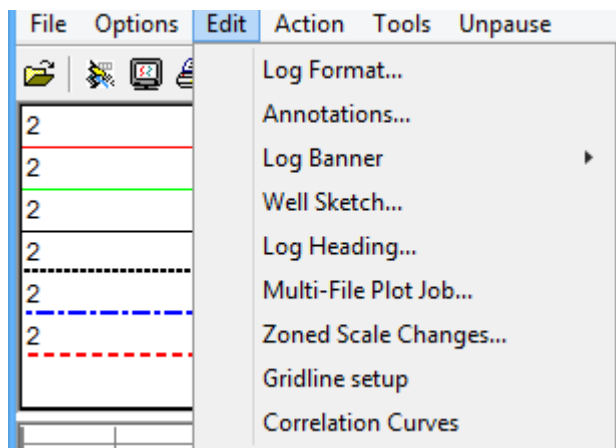 File Options Edit Action Tools Unpause
Log Format...
Annotations...
Log Banner
Well Sketch...
Log Heading...
Multi-File Plot Job...
Zoned Scale Changes...
Gridline setup
Correlation Curves
2
2
2
2
2
2